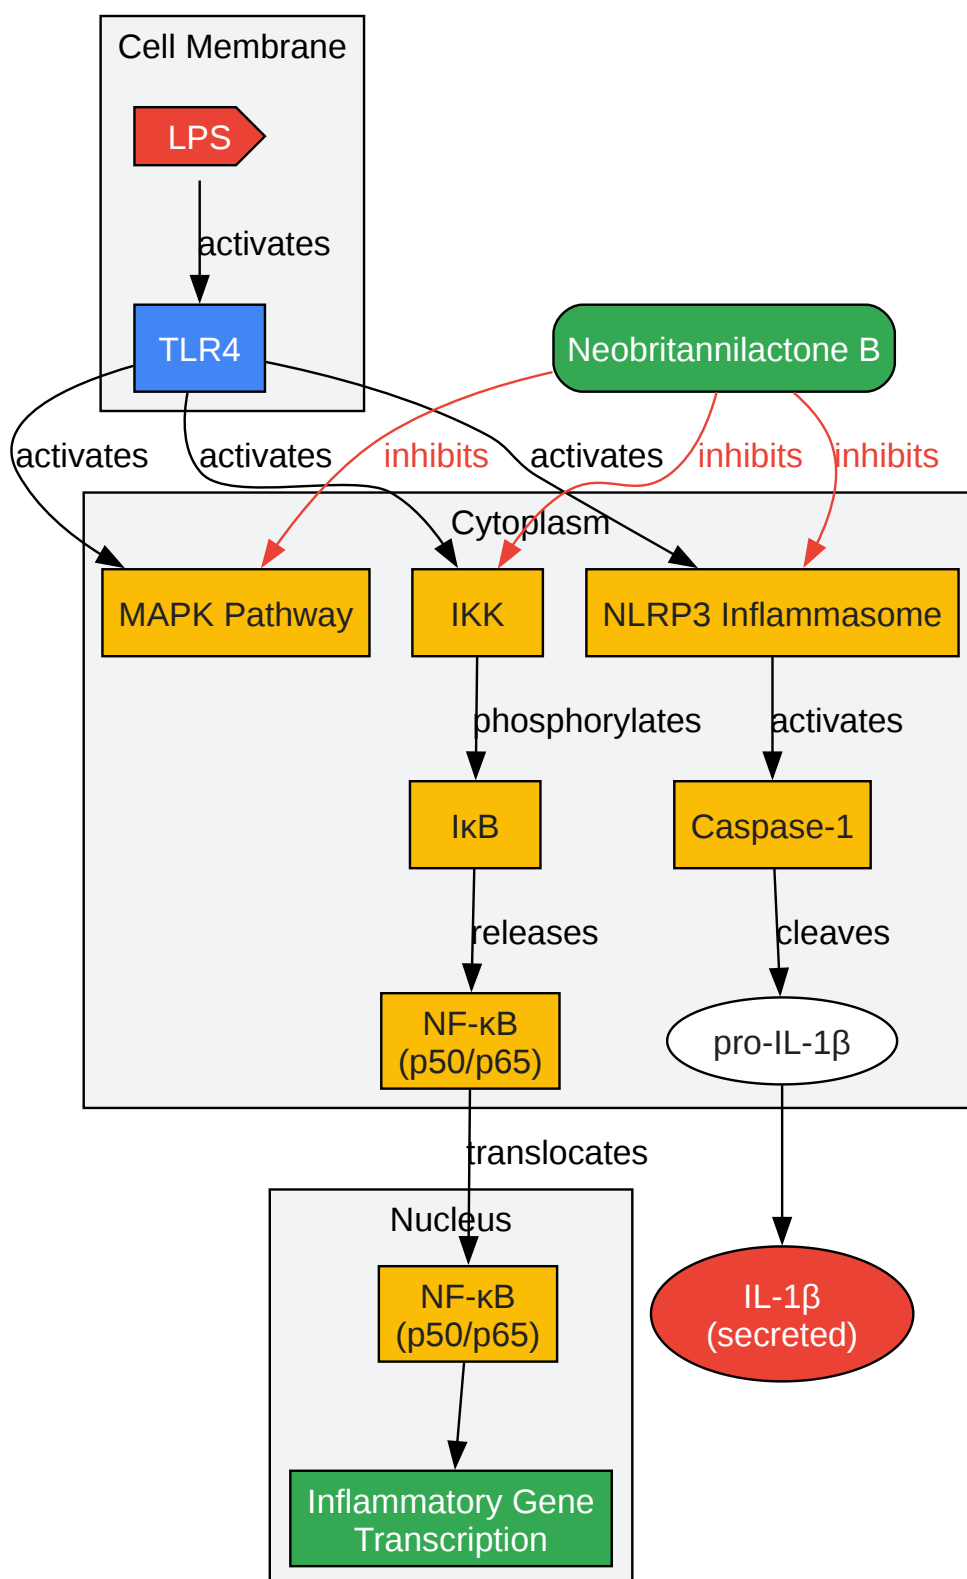 Cell Membrane
LPS
activates
TLR4
Neobritannilactone B
activates
activates
inhibits
activates
inhibits
inhibits
Cytoplasm
MAPK Pathway
IKK
NLRP3 Inflammasome
phosphorylates
activates
IκB
Caspase-1
releases
cleaves
NF-κB
(p50/p65)
pro-IL-1β
translocates
Nucleus
NF-κB
(p50/p65)
IL-1β
(secreted)
Inflammatory Gene
Transcription